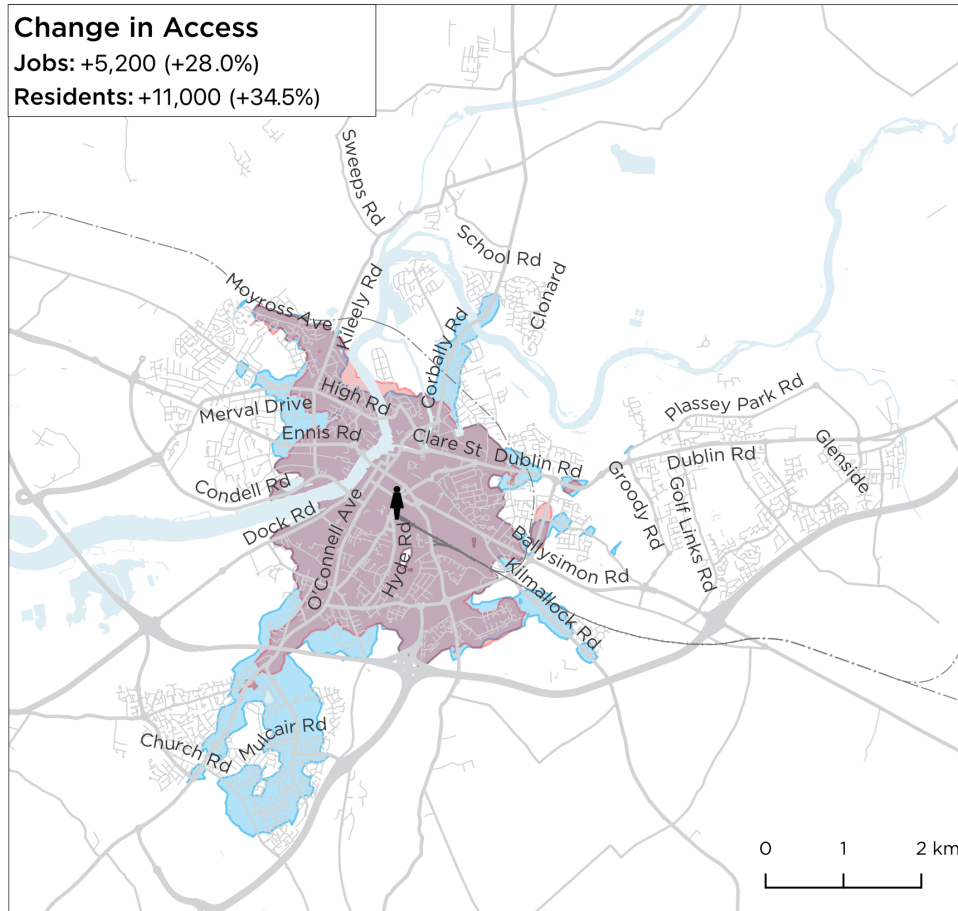 Change in Access
Jobs: +5,200 (+28.0%)
Residents: +11,000 (+34.5%)
Sweeps Rd
School Rd
Clonard
Kileely Rd
Moyross Ave
Corbally Rd
High Rd
Merval Drive
Ennis Rd
Clare St
Dublin Rd
Plassey Park Rd
Dublin Rd
Glenside
Groody Rd
Golf Links Rd
Condell Rd
Dock Rd
O'Connell Ave
Hyde Rd
Ballysimon Rd
Kilmallock Rd
Mulcair Rd
Church Rd
0 1 2 km